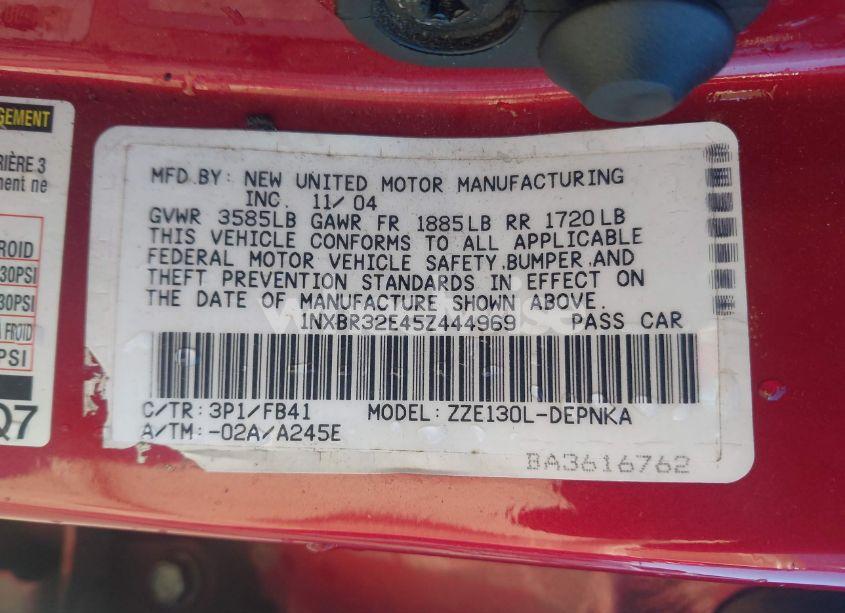 GEMENT
RIÈRE 3
ment ne
ROID
30PSI
30PSI
FROID
PSI
Q7
MFD.BY: NEW UNITED MOTOR MANUFACTURING
INC. 11/04
GVWR 3585LB GAWR FR 1885LB RR 1720LB
THIS VEHICLE CONFORMS TO ALL APPLICABLE
FEDERAL MOTOR VEHICLE SAFETY,BUMPER,AND
THEFT PREVENTION STANDARDS IN EFFECT ON
THE DATE OF MANUFACTURE SHOWN ABOVE.
1NXBR32E45Z444969 PASS CAR
C/TR: 3P1/FB41 MODEL: ZZE130L-DEPNKA
A/TM: -02A/A245E
BA3616762